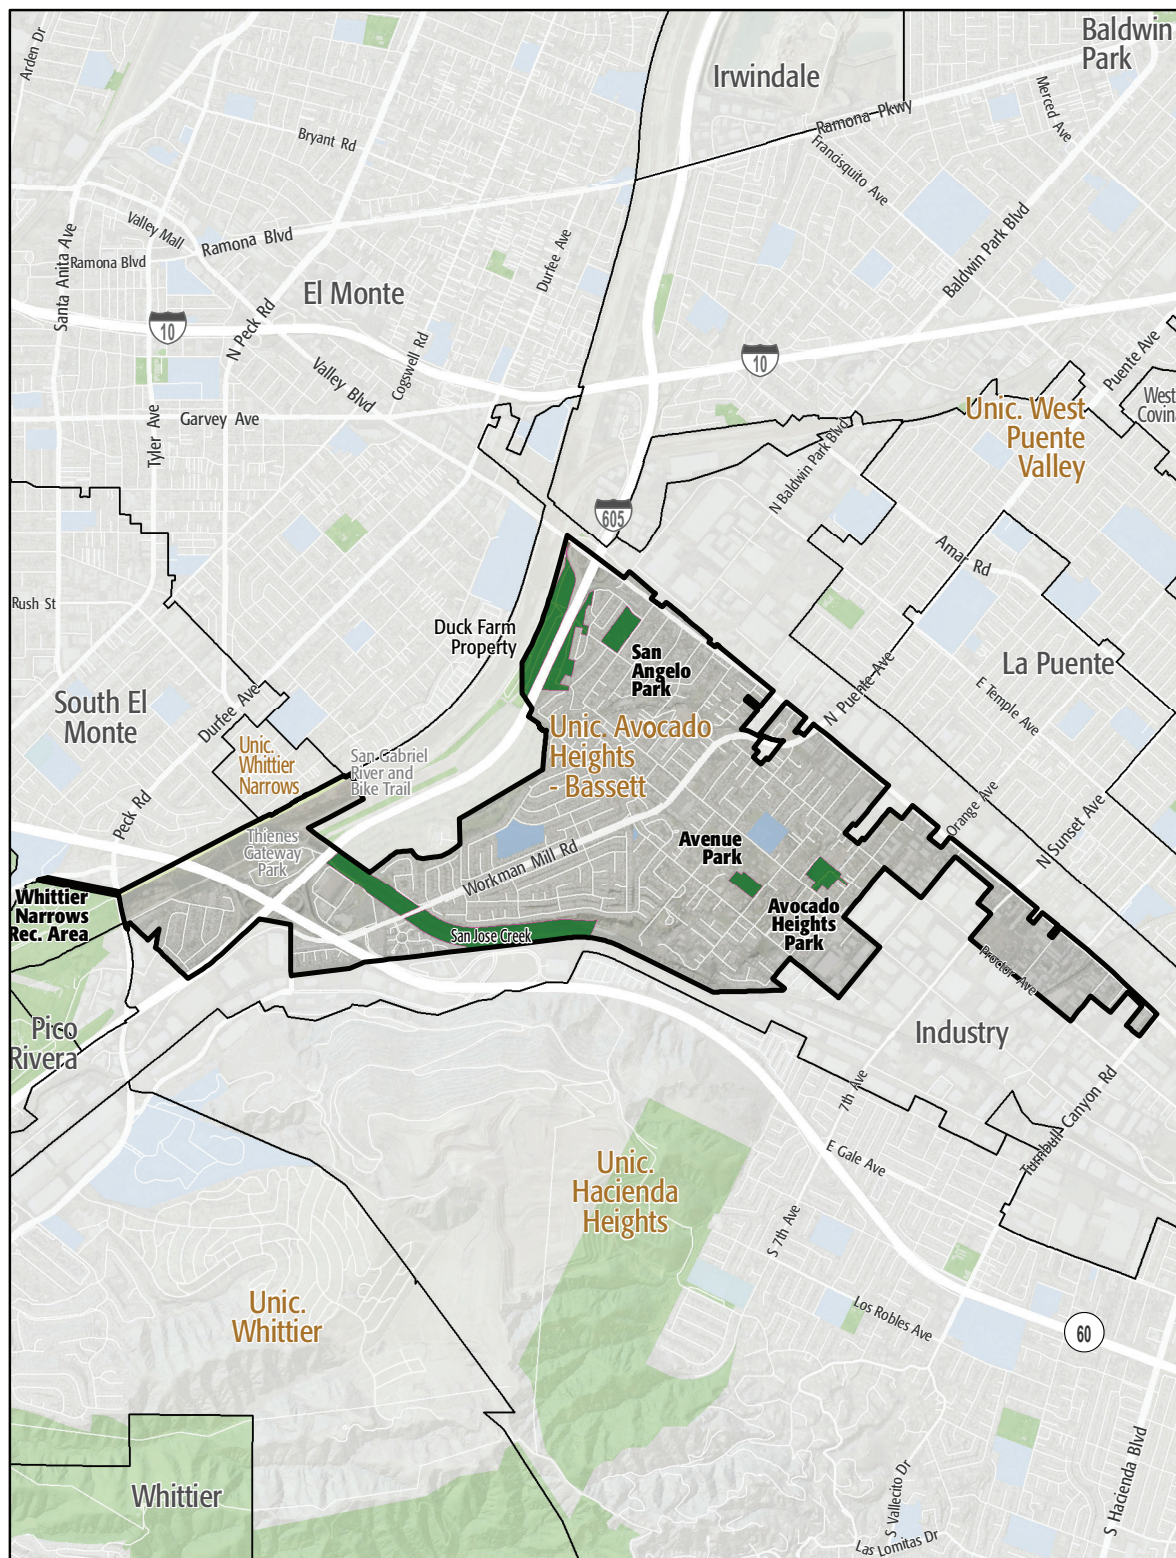 Baldwin
Park
Arden Dr
Irwindale
Merced Ave
Ramona Pkwy
Bryant Rd
Francisquito Ave
Valley Mall
Ramona Blvd
Ramona Blvd
Santa Anita Ave
Durfee Ave
Baldwin Park Blvd
El Monte
10
N Peck Rd
10
Cogswell Rd
Valley Blvd
Puente Ave
West
Covin
Unic. West
Puente
Valley
Garvey Ave
Tyler Ave
N Baldwin Park Blvd
605
Amar Rd
Rush St
Duck Farm
Property
San
Angelo
Park
La Puente
N Puente Ave
E Temple Ave
South El
Monte
Durfee Ave
Unic. Avocado
Heights
- Bassett
Unic.
Whittier
Narrows
San Gabriel
River and
Bike Trail
Peck Rd
Orange Ave
N Sunset Ave
Thienes
Gateway
Park
Avenue
Park
Workman Mill Rd
Whittier
Narrows
Rec. Area
Avocado
Heights
Park
San Jose Creek
Proctor Ave
Pico
Rivera
Industry
7th Ave
Turnbull Canyon Rd
E Gale Ave
Unic.
Hacienda
Heights
S 7th Ave
Unic.
Whittier
Los Robles Ave
60
S Hacienda Blvd
Whittier
S Vallecito Dr
Las Lomitas Dr